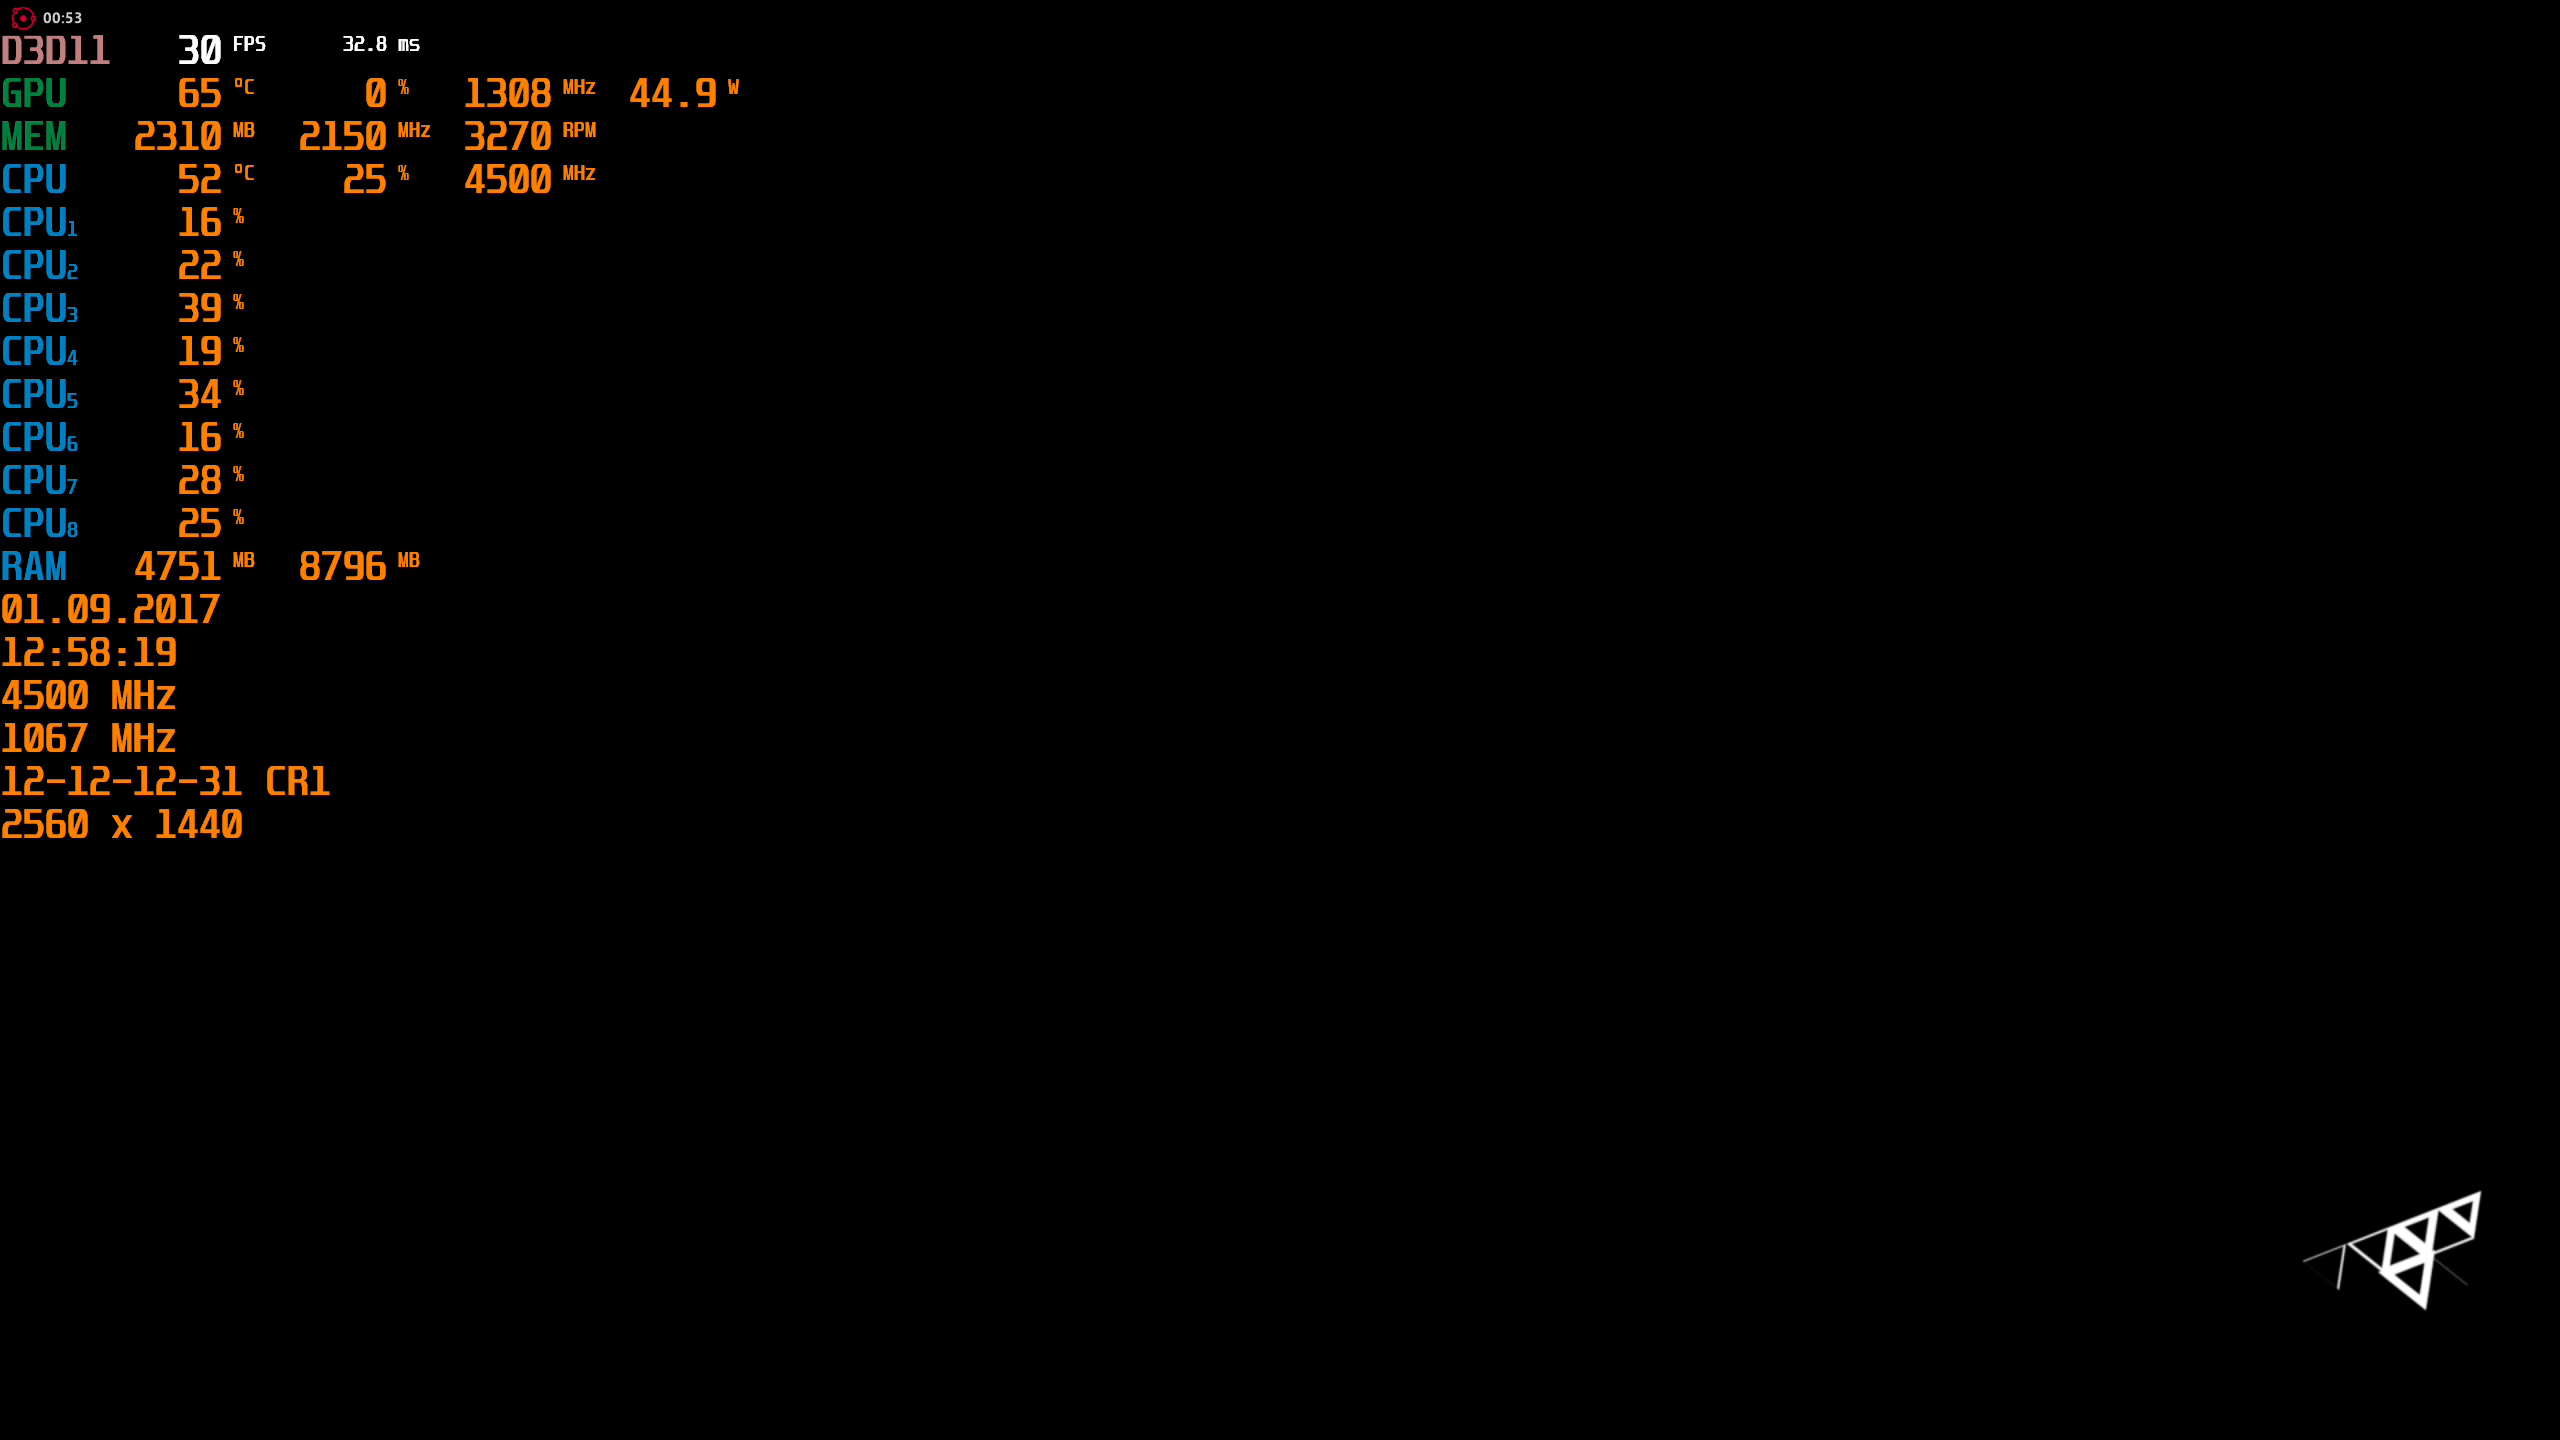 00:53
D3D11 30 FPS 32.8 ms
GPU 65 °C 0 % 1308 MHz 44.9 W
MEM 2310 MB 2150 MHz 3270 RPM
CPU 52 °C 25 % 4500 MHz
CPU1 16 %
CPU2 22 %
CPU3 39 %
CPU4 19 %
CPU5 34 %
CPU6 16 %
CPU7 28 %
CPU8 25 %
RAM 4751 MB 8796 MB
01.09.2017
12:58:19
4500 MHz
1067 MHz
12-12-12-31 CR1
2560 x 1440